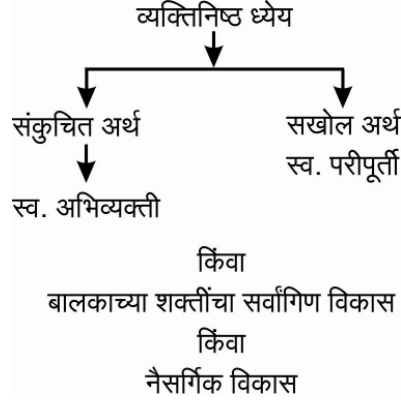 व्यक्तिनिष्ठ ध्येय
संकुचित अर्थ
स्व. अभिव्यक्ती
सखोल अर्थ
स्व. परीपूर्ती
किंवा
बालकाच्या शक्तींचा सर्वांगिण विकास
किंवा
नैसर्गिक विकास